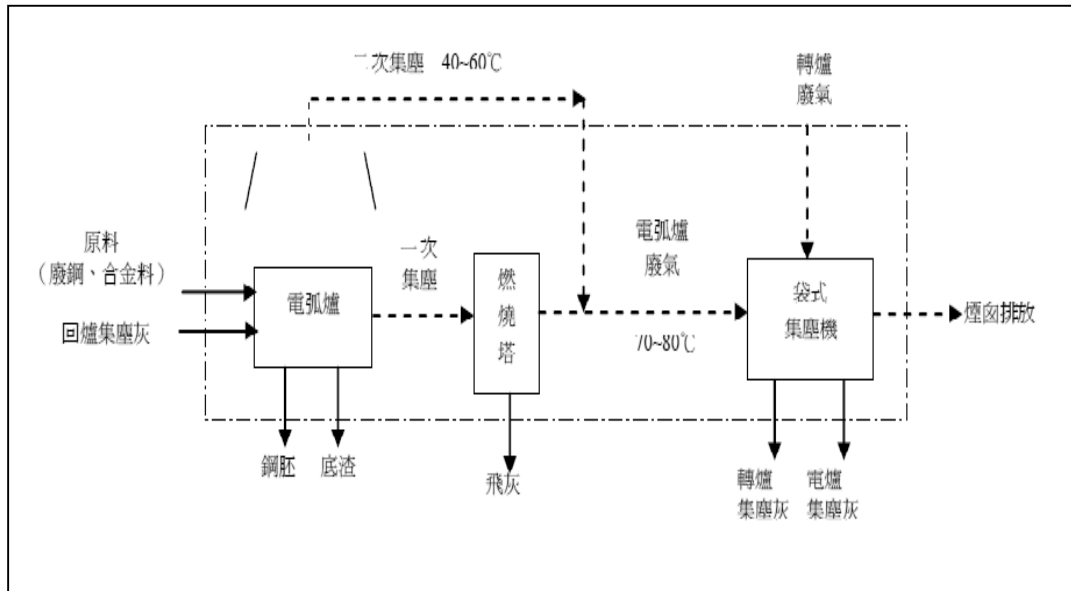 二次集塵 40~60℃
轉爐
廢氣
原料
（廢鋼、合金料）
回爐集塵灰
電弧爐
一次
集塵
燃
燒
塔
電弧爐
廢氣
70~80℃
袋式
集塵機
煙囪排放
鋼胚
底渣
飛灰
轉爐
集塵灰
電爐
集塵灰